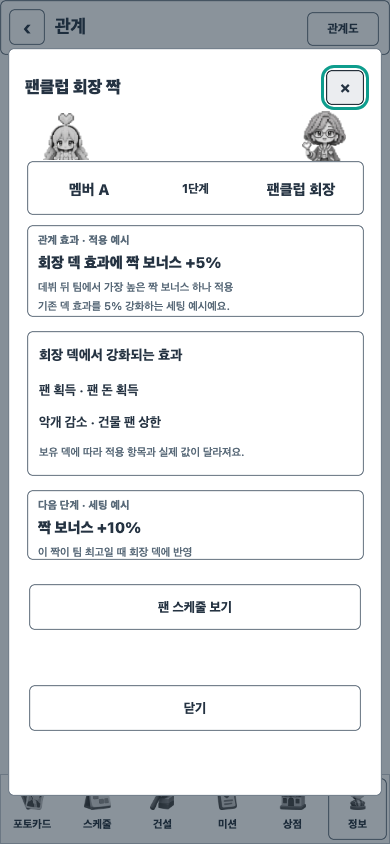 ‹ 관계 관계도
팬클럽 회장 짝 ×
멤버 A 1단계 팬클럽 회장
관계 효과 · 적용 예시
회장 덱 효과에 짝 보너스 +5%
데뷔 뒤 팀에서 가장 높은 짝 보너스 하나 적용
기존 덱 효과를 5% 강화하는 세팅 예시예요.
회장 덱에서 강화되는 효과
팬 획득 · 팬 돈 획득
악개 감소 · 건물 팬 상한
보유 덱에 따라 적용 항목과 실제 값이 달라져요.
다음 단계 · 세팅 예시
짝 보너스 +10%
이 짝이 팀 최고일 때 회장 덱에 반영
팬 스케줄 보기
닫기
포토카드 스케줄 건설 미션 상점 정보